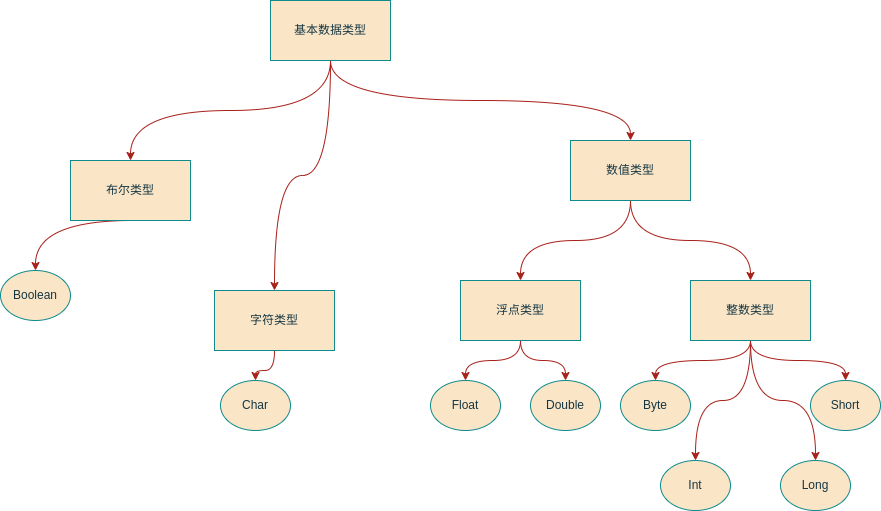 基本数据类型
布尔类型
数值类型
Boolean
字符类型
浮点类型
整数类型
Char
Float
Double
Byte
Short
Int
Long